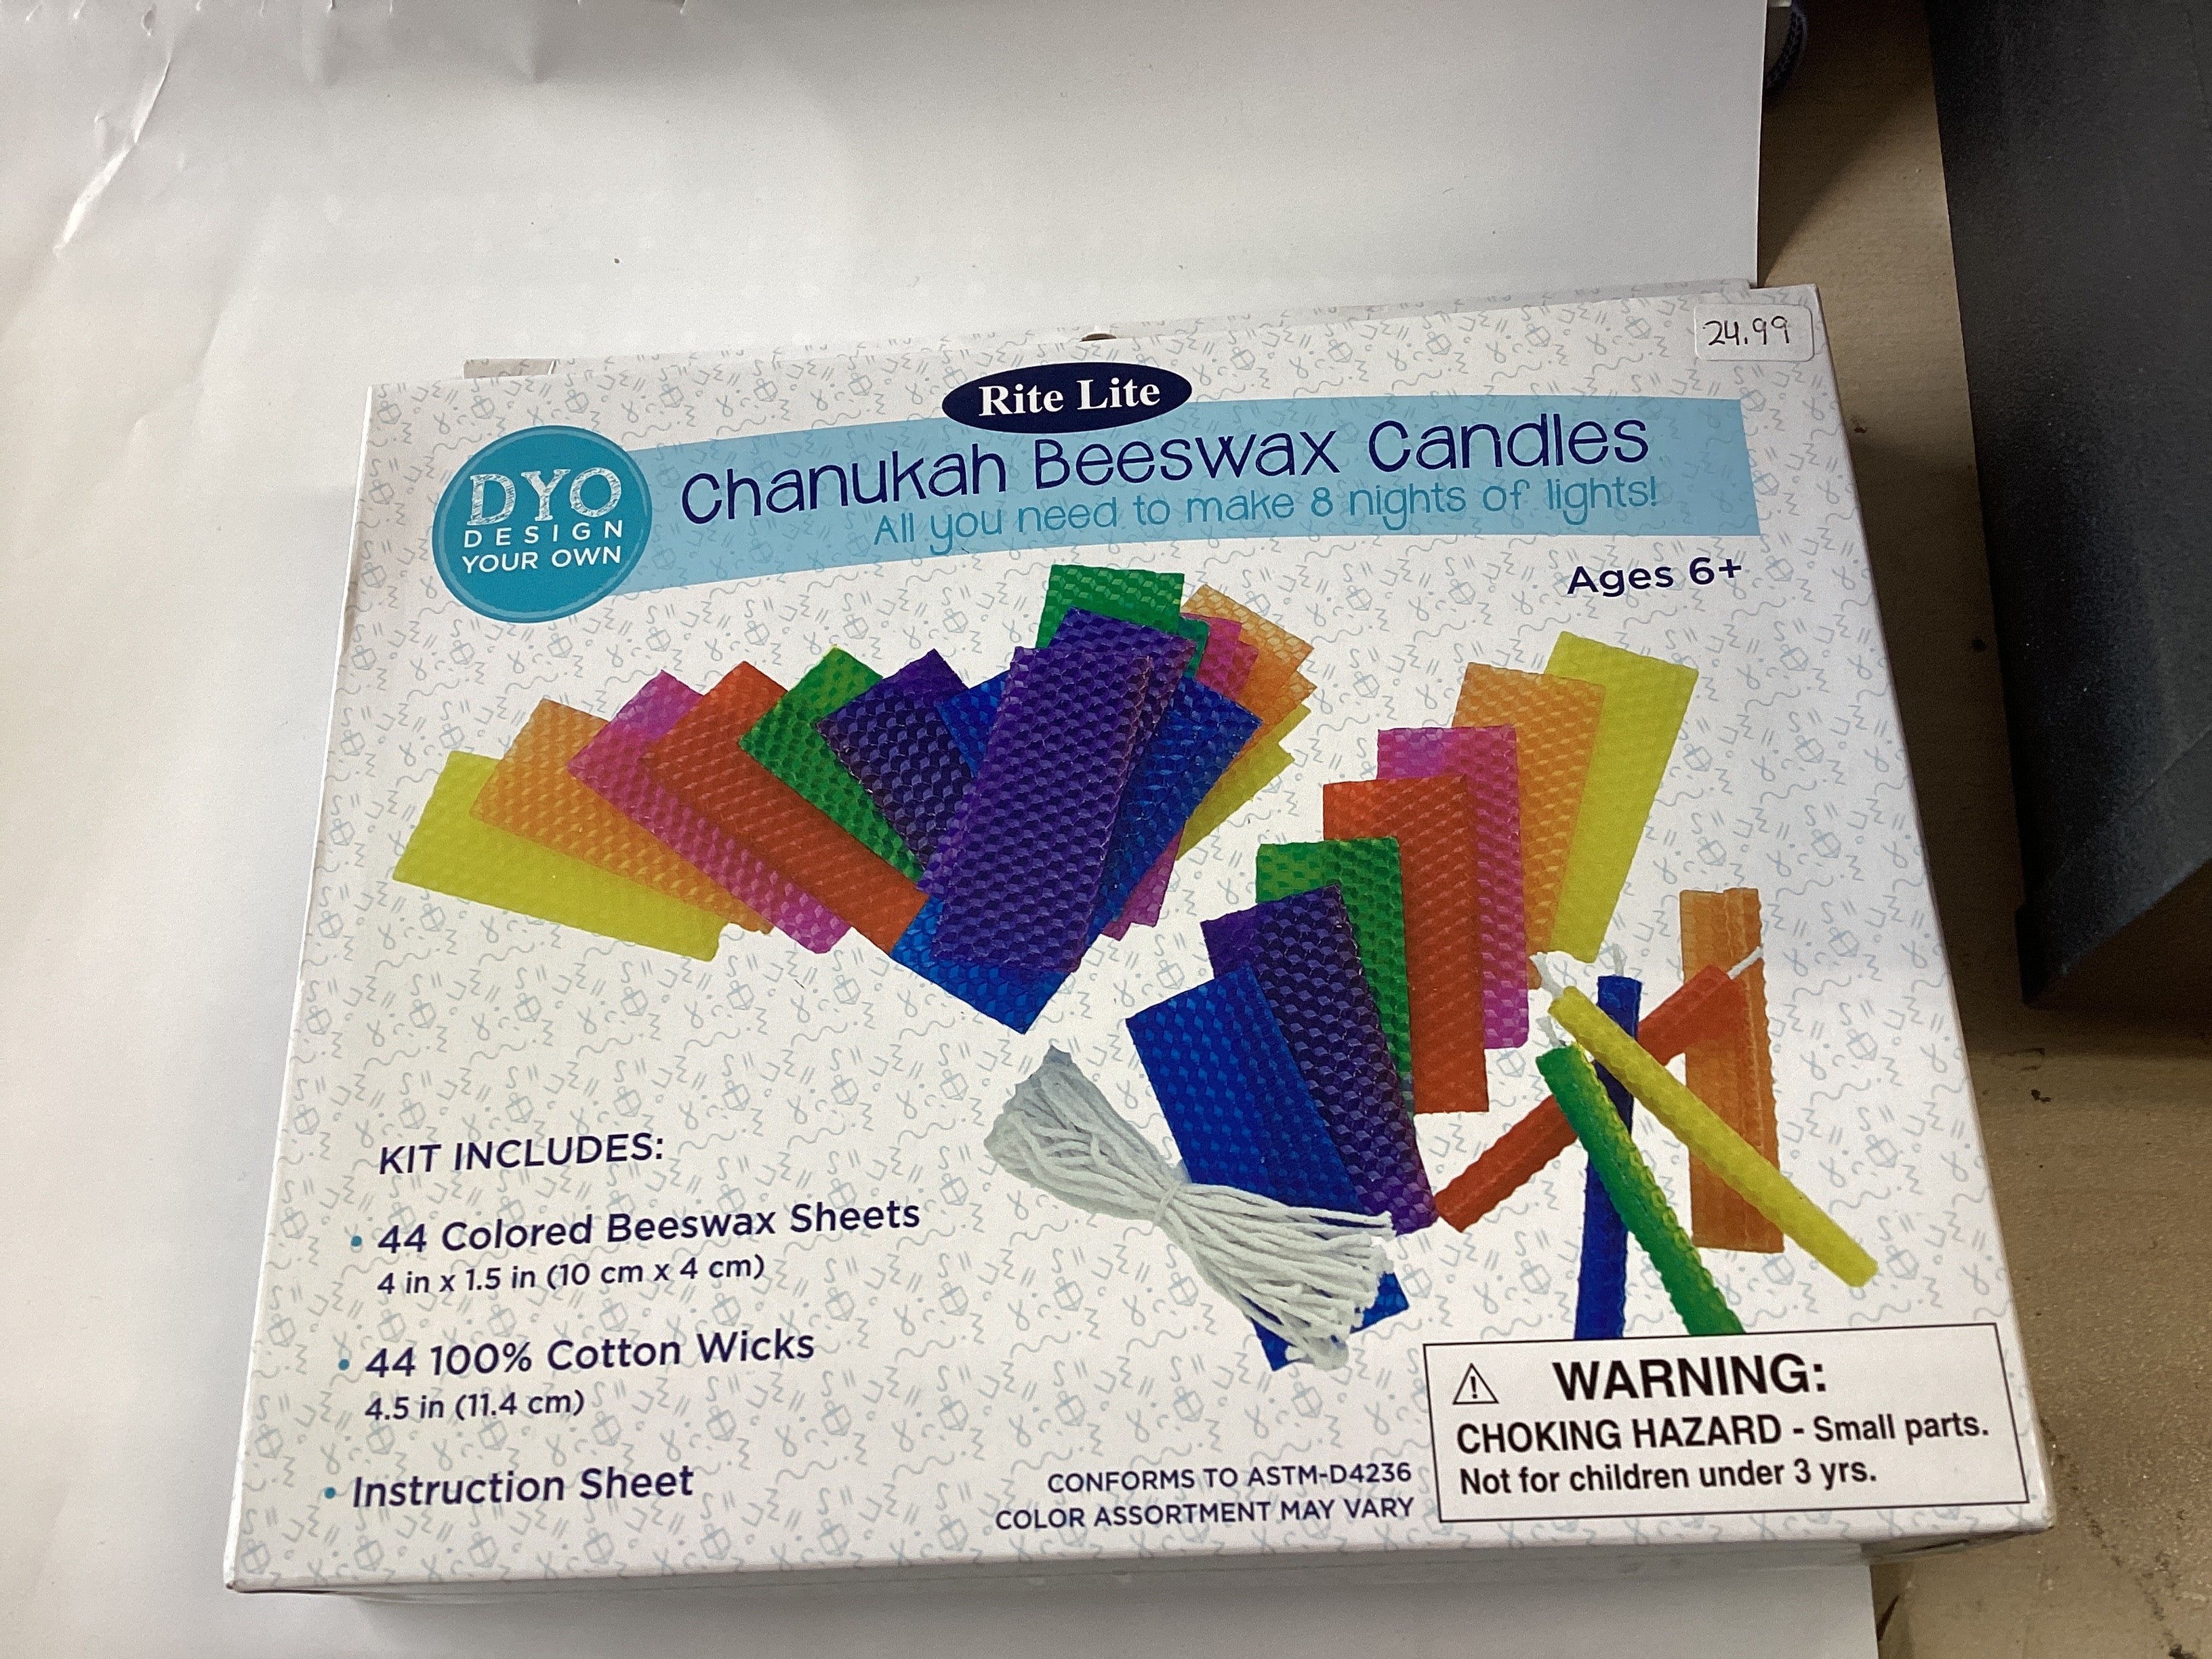 24.99
Rite Lite
DYO
DESIGN
YOUR OWN
Chanukah Beeswax Candles
All you need to make 8 nights of lights!
Ages 6+
KIT INCLUDES:
• 44 Colored Beeswax Sheets
4 in x 1.5 in (10 cm x 4 cm)
• 44 100% Cotton Wicks
4.5 in (11.4 cm)
• Instruction Sheet
CONFORMS TO ASTM-D4236
COLOR ASSORTMENT MAY VARY
⚠ WARNING:
CHOKING HAZARD - Small parts.
Not for children under 3 yrs.